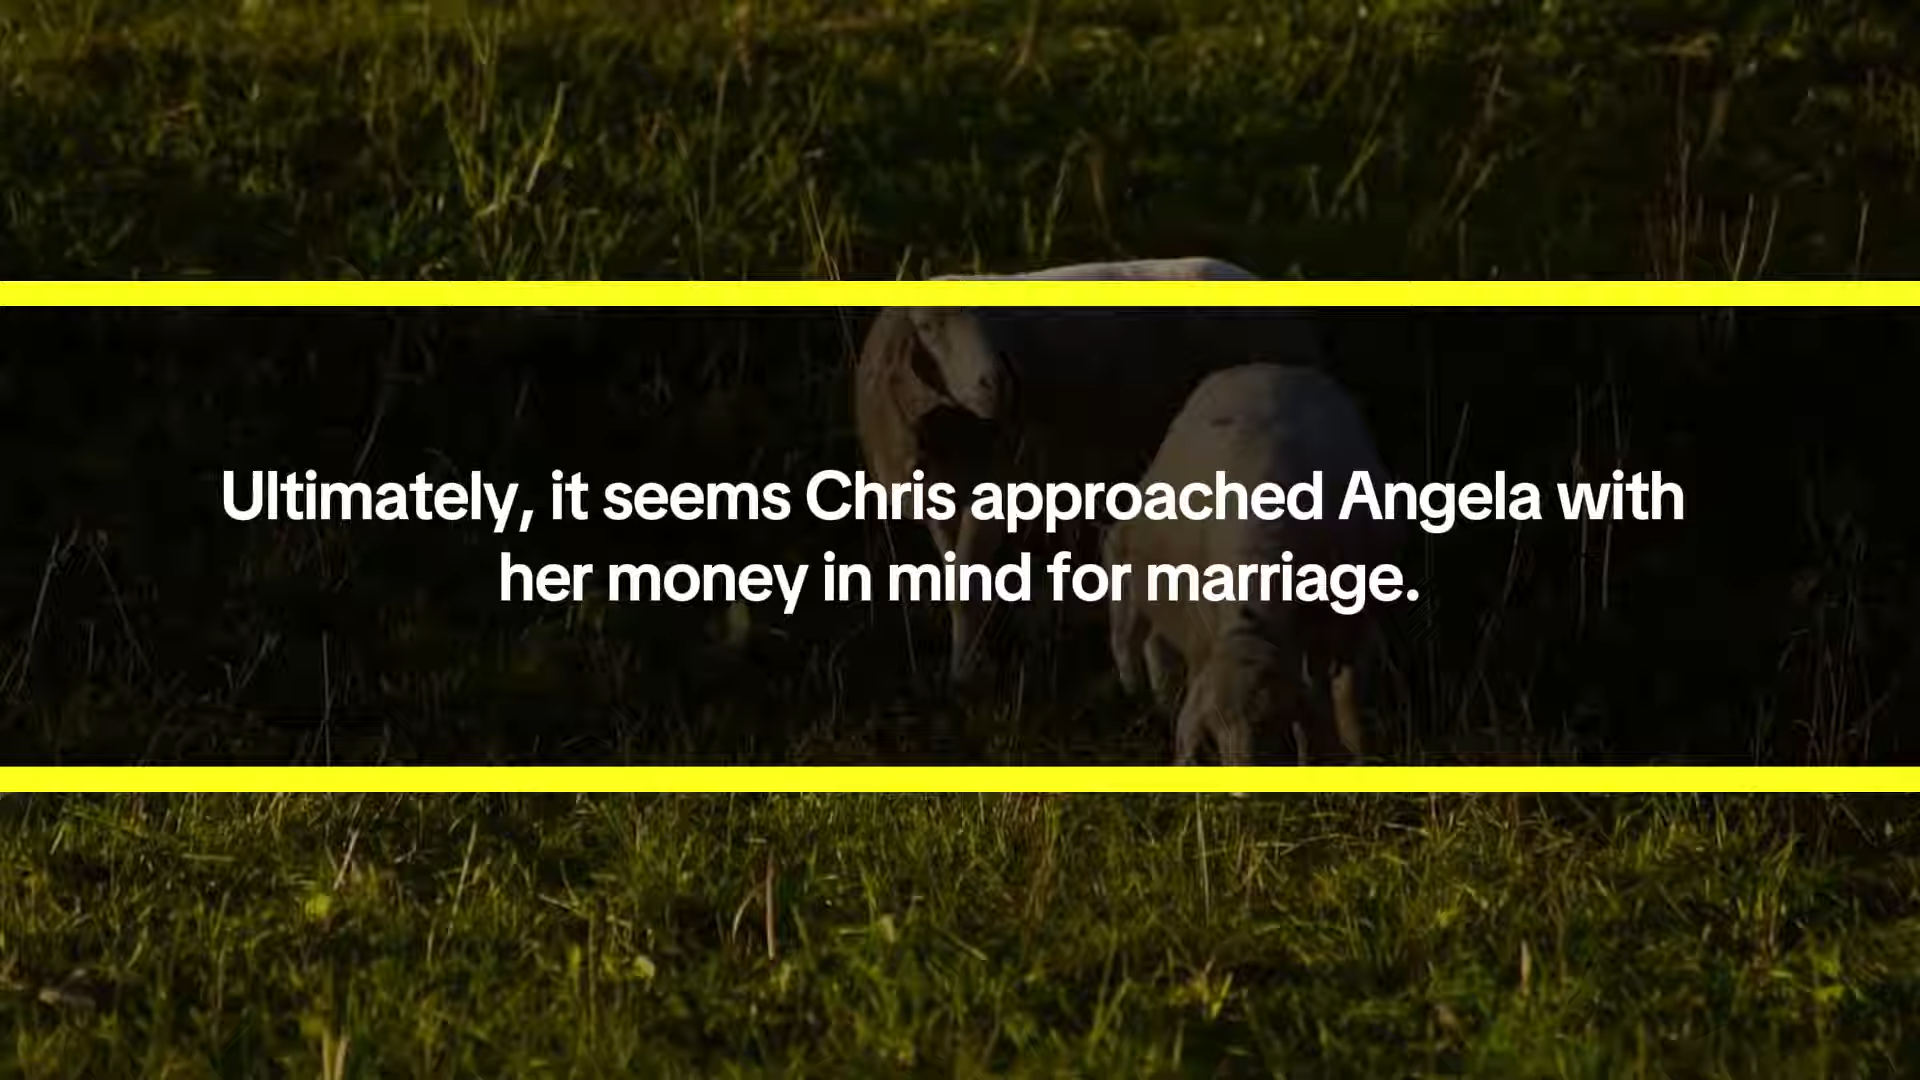 Ultimately, it seems Chris approached Angela with
her money in mind for marriage.